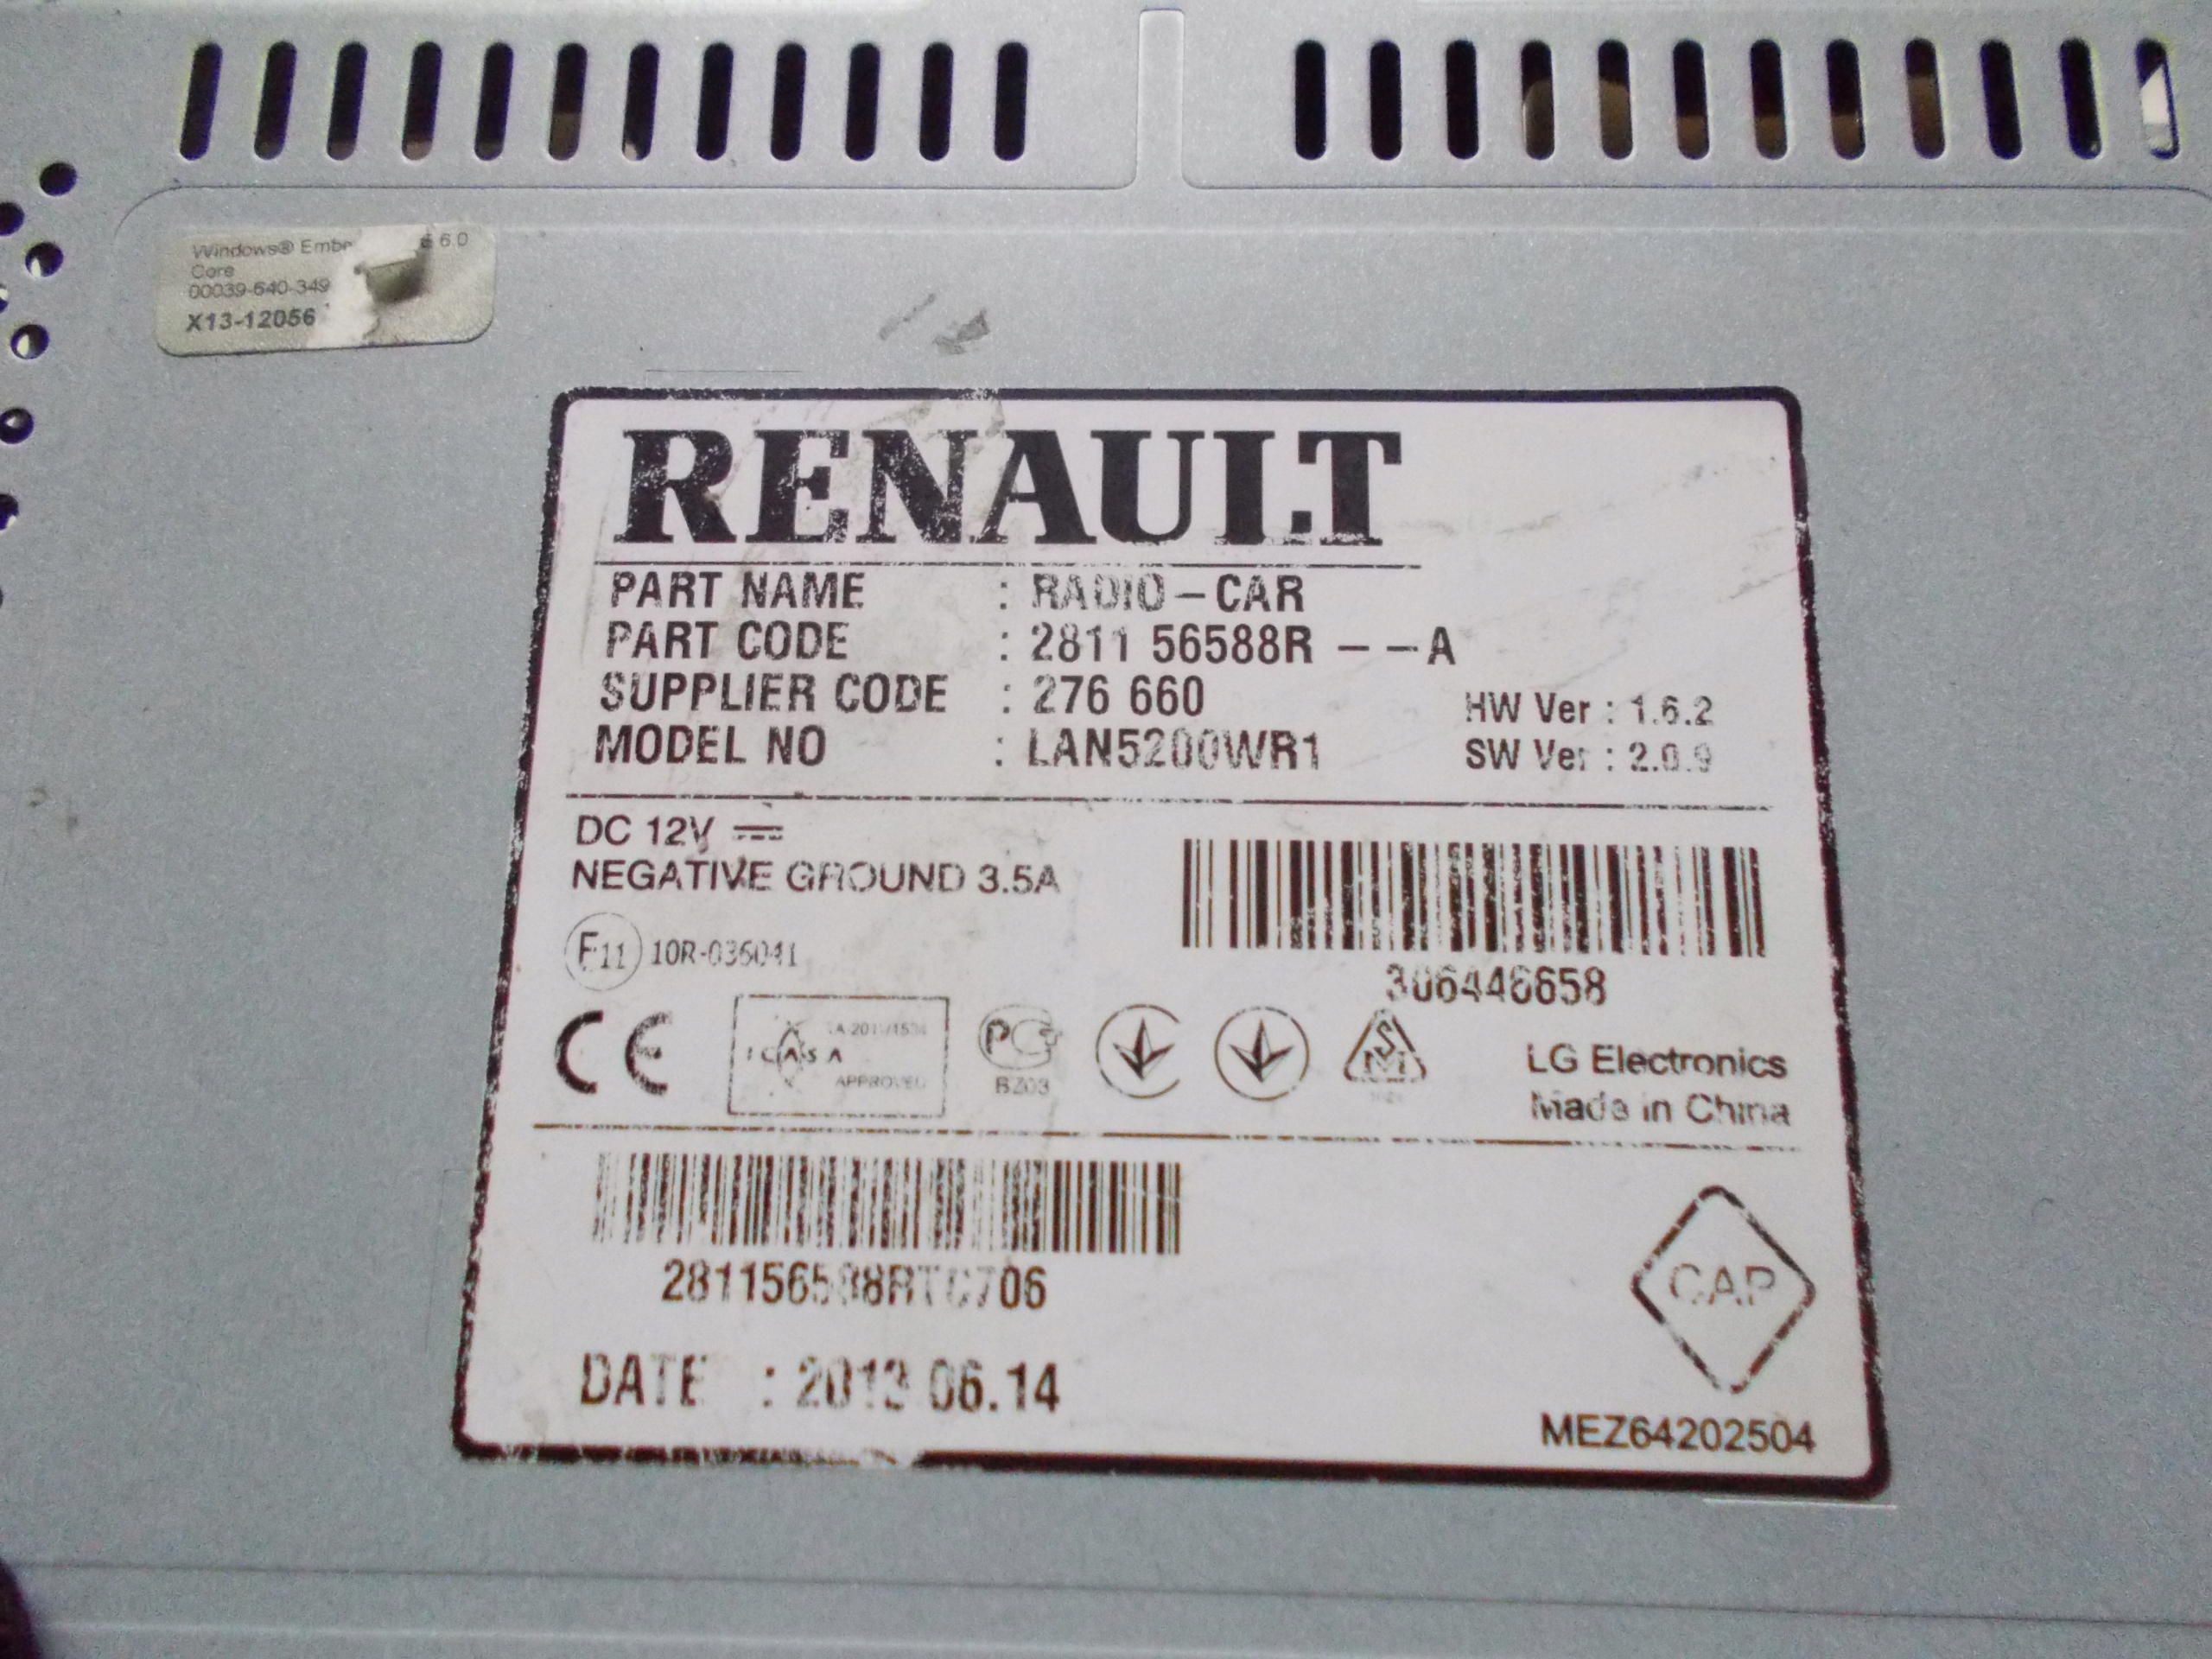 Windows® 6.0
Core
00039-640-349
X13-12056
RENAULT
PART NAME : RADIO-CAR
PART CODE : 2811 56588R - - A
SUPPLIER CODE : 276 660
MODEL NO : LAN5200WR1
HW Ver : 1.6.2
SW Ver : 2.0.9
DC 12V
NEGATIVE GROUND 3.5A
E11 10R-036041
306446658
CE
ICASA
APPROVED
PC
SM
LG Electronics
Made in China
281156588RTC706
CAP
DATE : 2013 06.14
MEZ64202504